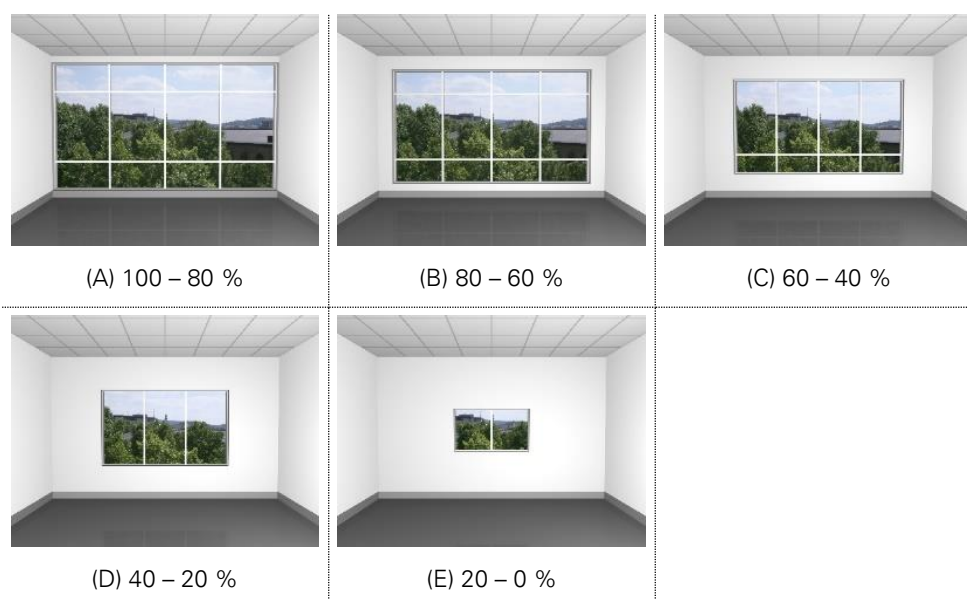 (A) 100 – 80 %
(B) 80 – 60 %
(C) 60 – 40 %
(D) 40 – 20 %
(E) 20 – 0 %